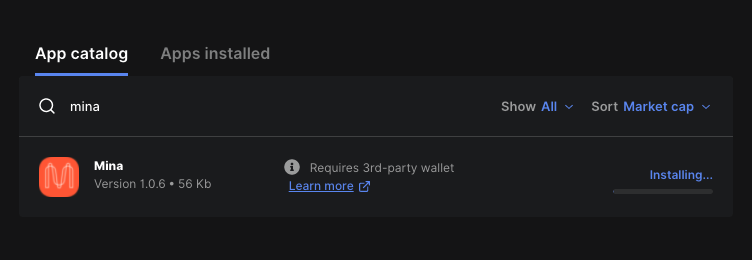 App catalog Apps installed
mina Show All Sort Market cap
Mina Requires 3rd-party wallet
Version 1.0.6 • 56 Kb Learn more Installing...